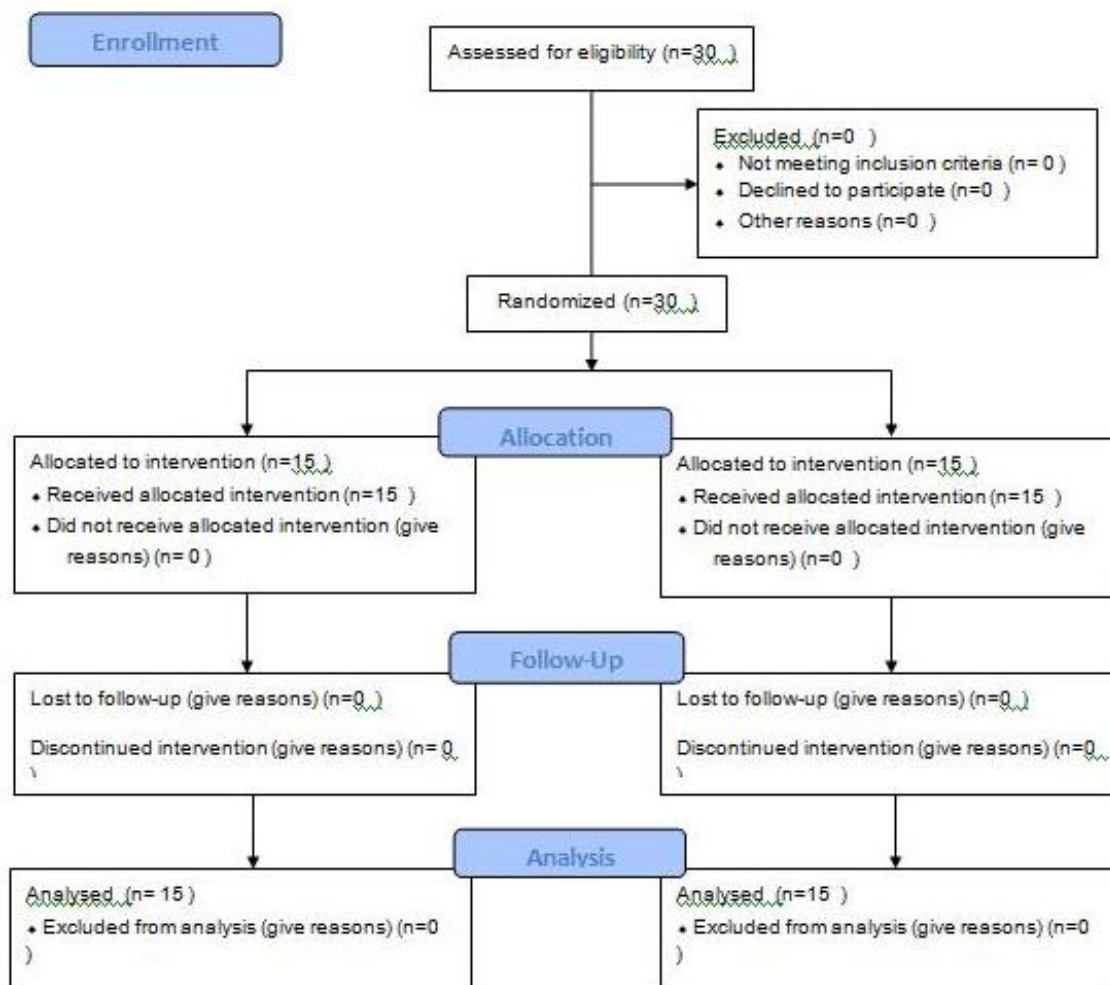 Enrollment
Assessed for eligibility (n=30 )
Excluded (n=0 )
• Not meeting inclusion criteria (n= 0 )
• Declined to participate (n=0 )
• Other reasons (n=0 )
Randomized (n=30 )
Allocation
Allocated to intervention (n=15 )
• Received allocated intervention (n=15 )
• Did not receive allocated intervention (give
reasons) (n= 0 )
Allocated to intervention (n=15 )
• Received allocated intervention (n=15 )
• Did not receive allocated intervention (give
reasons) (n=0 )
Follow-Up
Lost to follow-up (give reasons) (n=0 )
Discontinued intervention (give reasons) (n= 0
)
Lost to follow-up (give reasons) (n=0 )
Discontinued intervention (give reasons) (n=0
)
Analysis
Analysed (n= 15 )
• Excluded from analysis (give reasons) (n=0
)
Analysed (n=15 )
• Excluded from analysis (give reasons) (n=0
)